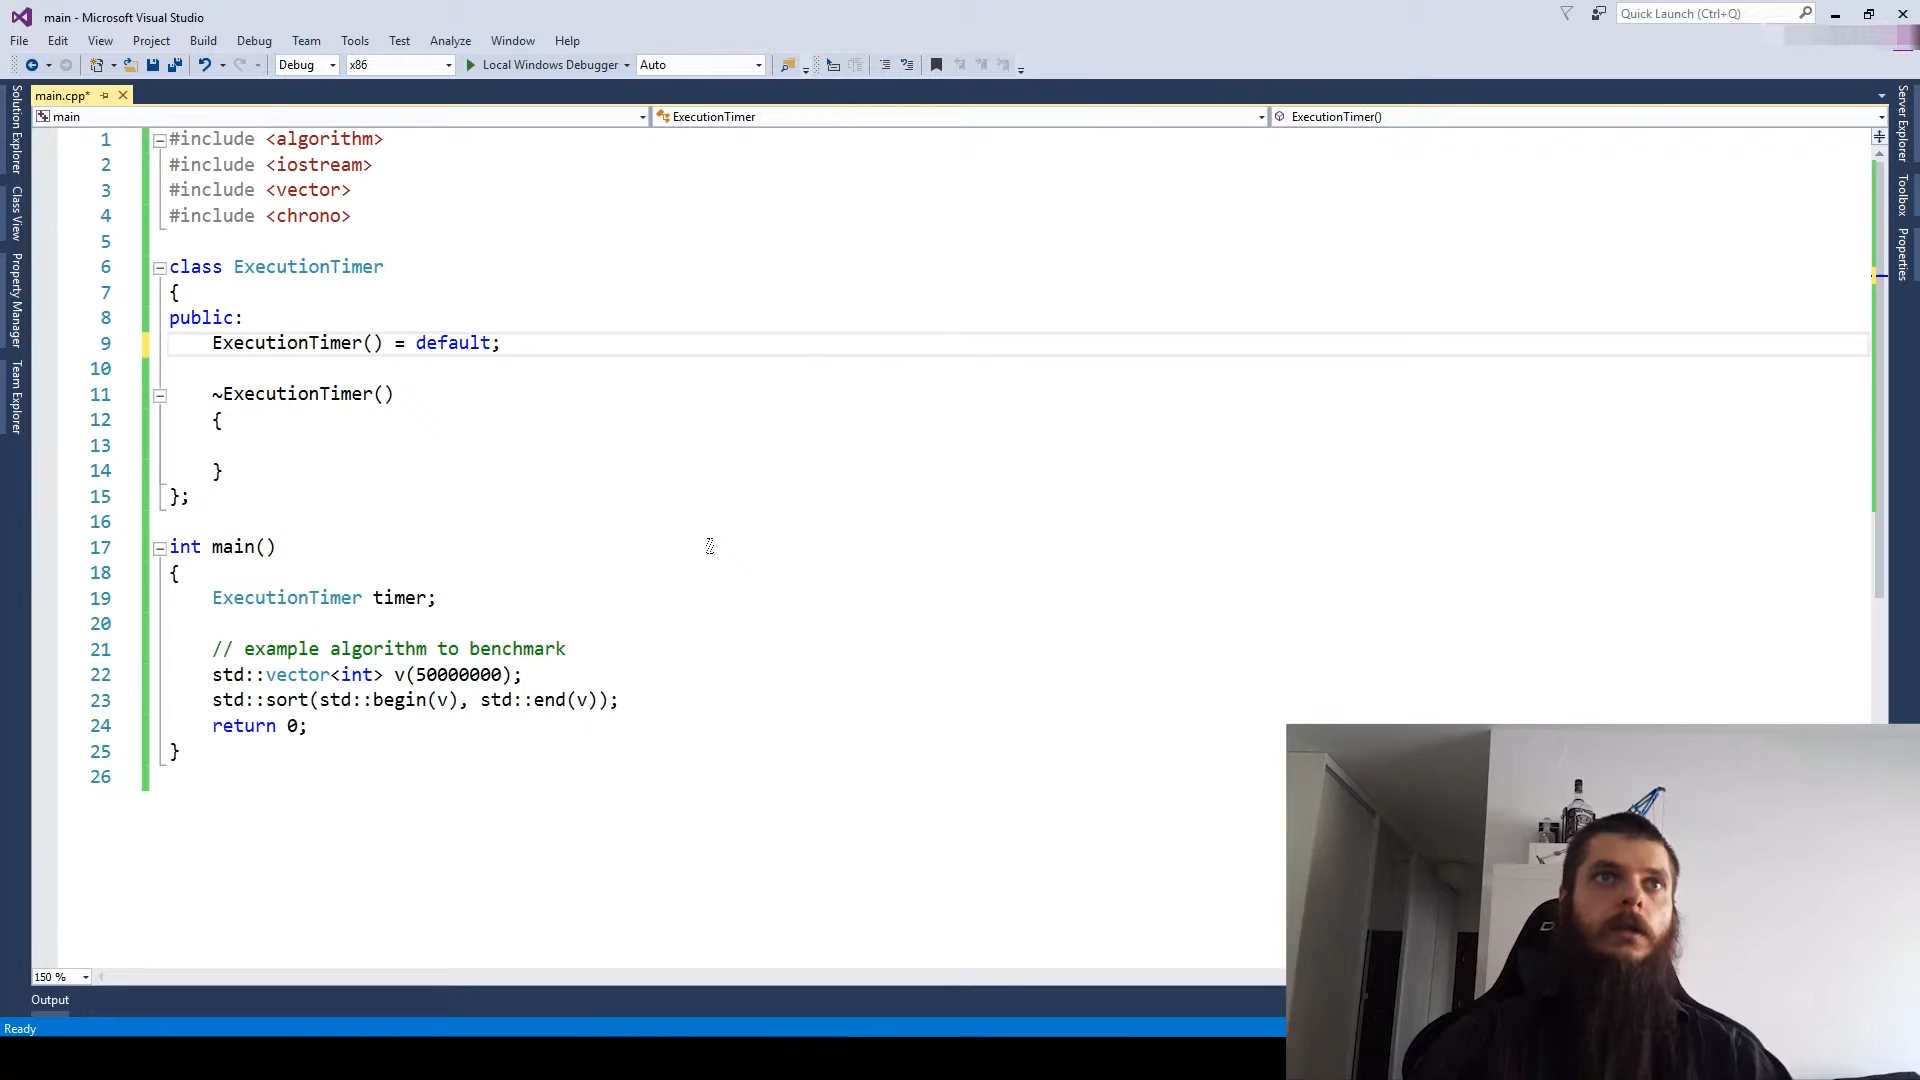 main - Microsoft Visual Studio
Quick Launch (Ctrl+Q)
File Edit View Project Build Debug Team Tools Test Analyze Window Help
Debug x86 Local Windows Debugger Auto
main.cpp*
main ExecutionTimer ExecutionTimer()
Solution Explorer
Class View
Property Manager
Team Explorer
Server Explorer
Toolbox
Properties
1 #include <algorithm>
2 #include <iostream>
3 #include <vector>
4 #include <chrono>
5
6 class ExecutionTimer
7 {
8 public:
9 ExecutionTimer() = default;
10
11 ~ExecutionTimer()
12 {
13
14 }
15 };
16
17 int main()
18 {
19 ExecutionTimer timer;
20
21 // example algorithm to benchmark
22 std::vector<int> v(50000000);
23 std::sort(std::begin(v), std::end(v));
24 return 0;
25 }
26
150 %
Output
Ready